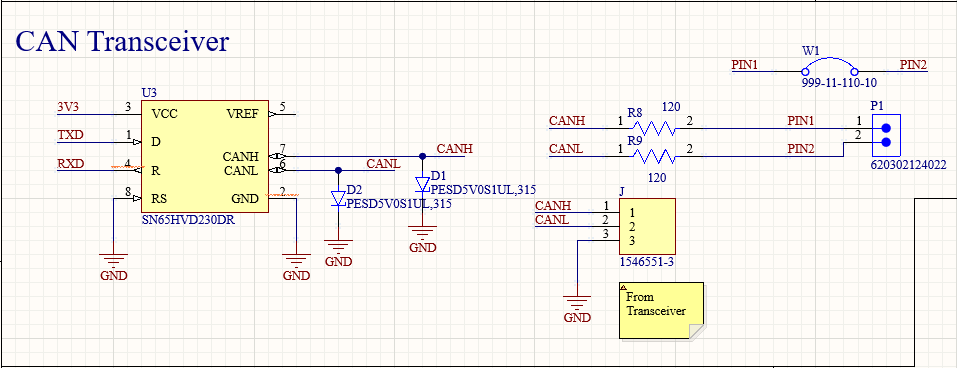 CAN Transceiver
W1
PIN1
PIN2
999-11-110-10
U3
3V3
3
VCC
VREF
5
TXD
1
D
RXD
4
R
CANH
7
CANH
CANL
6
CANL
8
RS
GND
2
SN65HVD230DR
D2
PESD5V0S1UL,315
D1
PESD5V0S1UL,315
GND
GND
GND
GND
120
R8
CANH
1
2
PIN1
R9
CANL
1
2
PIN2
120
P1
1
2
620302124022
J
CANH
1
1
CANL
2
2
3
3
1546551-3
GND
From
Transceiver